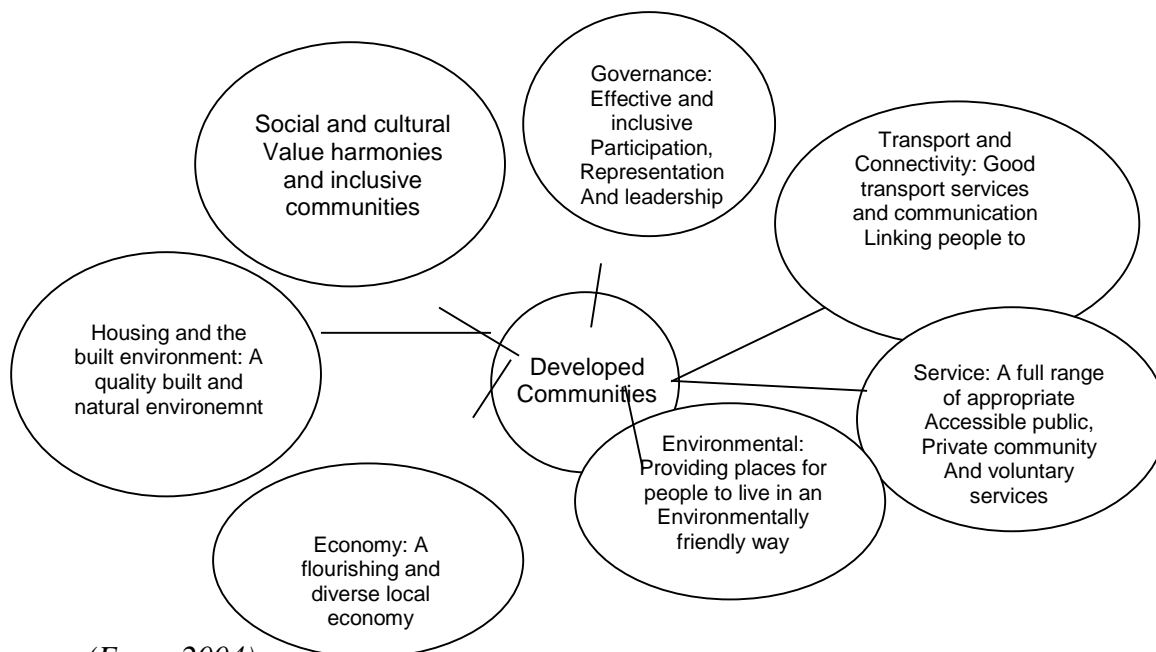 Governance:
Effective and
inclusive
Participation,
Representation
And leadership
Social and cultural
Value harmonies
and inclusive
communities
Transport and
Connectivity: Good
transport services
and communication
Linking people to
Housing and the
built environment: A
quality built and
natural environemnt
Developed
Communities
Service: A full range
of appropriate
Accessible public,
Private community
And voluntary
services
Environmental:
Providing places for
people to live in an
Environmentally
friendly way
Economy: A
flourishing and
diverse local
economy
2004)